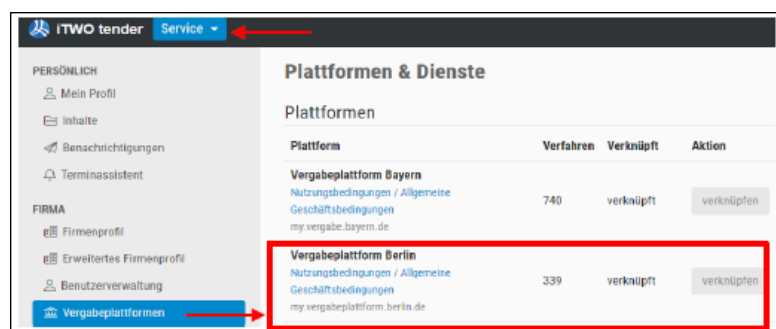 iTWO tender Service
PERSÖNLICH
Mein Profil
Inhalte
Benachrichtigungen
Terminassistent
FIRMA
Firmenprofil
Erweitertes Firmenprofil
Benutzerverwaltung
Vergabeplattformen
Plattformen & Dienste
Plattformen
Plattform Verfahren Verknüpft Aktion
Vergabeplattform Bayern
Nutzungsbedingungen / Allgemeine
Geschäftsbedingungen
my.vergabe.bayern.de
740 verknüpft verknüpfen
Vergabeplattform Berlin
Nutzungsbedingungen / Allgemeine
Geschäftsbedingungen
my.vergabeplattform.berlin.de
339 verknüpft verknüpfen